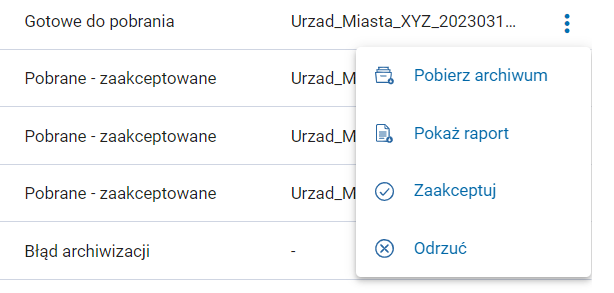 Gotowe do pobrania Urzad_Miasta_XYZ_2023031...
Pobierz archiwum
Pobrane - zaakceptowane Urzad_M
Pokaż raport
Pobrane - zaakceptowane Urzad_M
Zaakceptuj
Pobrane - zaakceptowane Urzad_M
Odrzuć
Błąd archiwizacji -